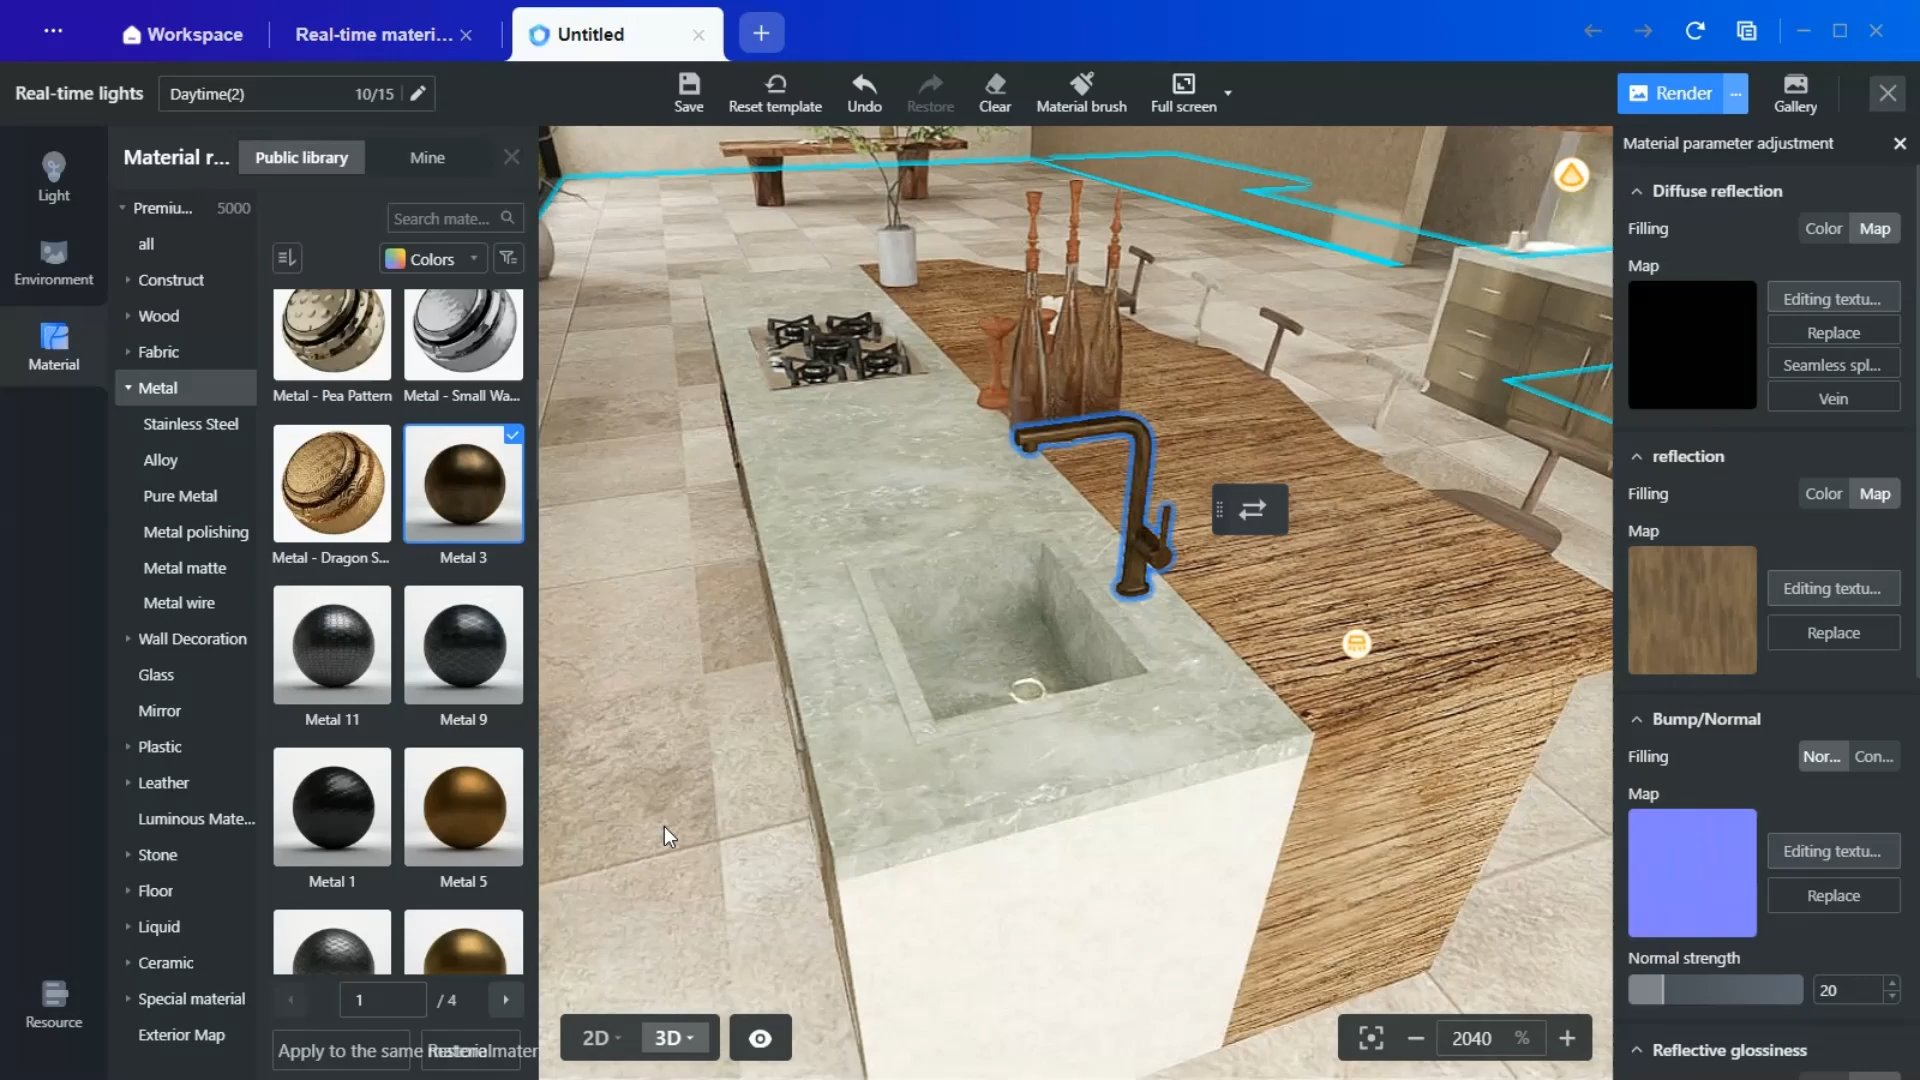 Workspace
Real-time materi...
Untitled
Real-time lights
Daytime(2)
10/15
Save
Reset template
Undo
Restore
Clear
Material brush
Full screen
Render
...
Gallery
Light
Environment
Material
Resource
Material r...
Public library
Mine
Premiu...
5000
all
Construct
Wood
Fabric
Metal
Stainless Steel
Alloy
Pure Metal
Metal polishing
Metal matte
Metal wire
Wall Decoration
Glass
Mirror
Plastic
Leather
Luminous Mate...
Stone
Floor
Liquid
Ceramic
Special material
Exterior Map
Search mate...
Colors
Metal - Pea Pattern
Metal - Small Wa...
Metal - Dragon S...
Metal 3
Metal 11
Metal 9
Metal 1
Metal 5
1
/ 4
Apply to the same
2D
3D
2040
%
Material parameter adjustment
Diffuse reflection
Filling
Color
Map
Map
Editing textu...
Replace
Seamless spl...
Vein
reflection
Filling
Color
Map
Map
Editing textu...
Replace
Bump/Normal
Filling
Nor...
Con...
Map
Editing textu...
Replace
Normal strength
20
Reflective glossiness